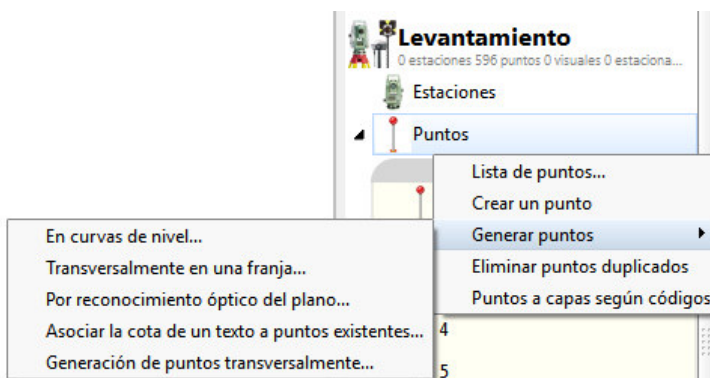 Levantamiento
0 estaciones 596 puntos 0 visuales 0 estaciona...
Estaciones
Puntos
Lista de puntos...
Crear un punto
Generar puntos
Eliminar puntos duplicados
Puntos a capas según códigos
En curvas de nivel...
Transversalmente en una franja...
Por reconocimiento óptico del plano...
Asociar la cota de un texto a puntos existentes...
Generación de puntos transversalmente...
4
5